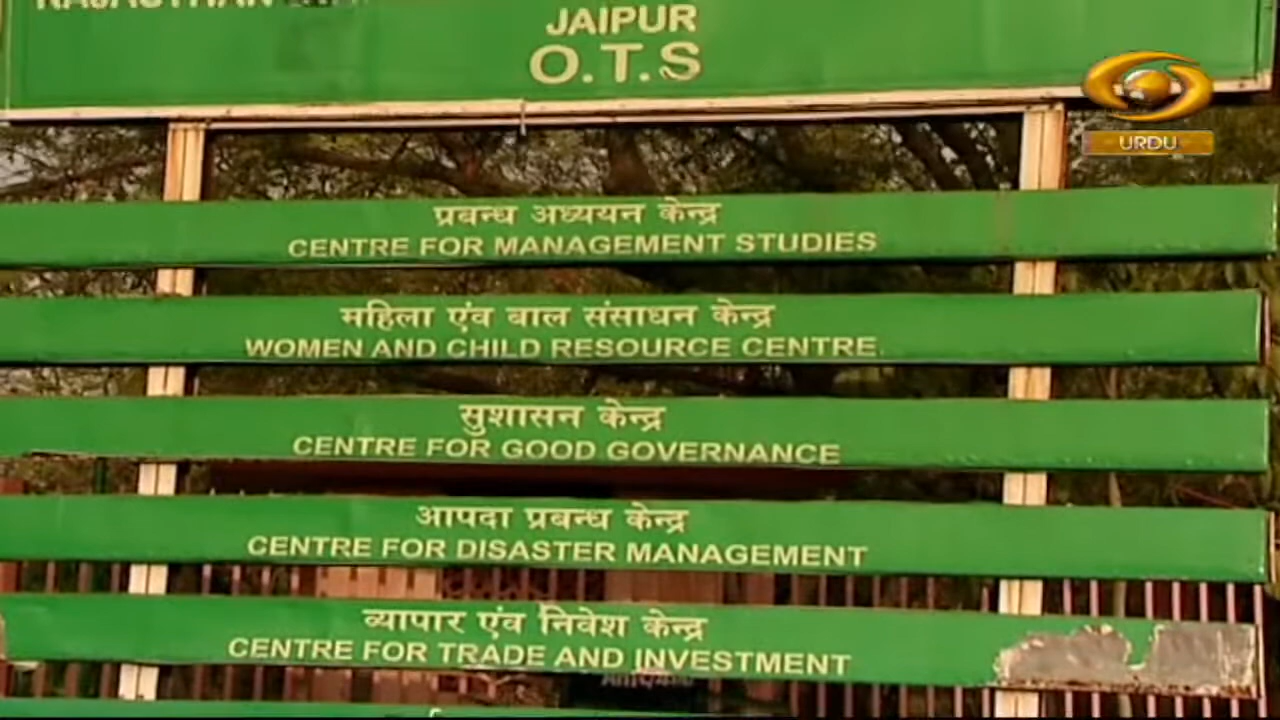 RAJASTHAN
JAIPUR
O.T.S
URDU
प्रबन्ध अध्ययन केन्द्र
CENTRE FOR MANAGEMENT STUDIES
महिला एंव बाल संसाधन केन्द्र
WOMEN AND CHILD RESOURCE CENTRE.
सुशासन केन्द्र
CENTRE FOR GOOD GOVERNANCE
आपदा प्रबन्ध केन्द्र
CENTRE FOR DISASTER MANAGEMENT
व्यापार एंव निवेश केन्द्र
CENTRE FOR TRADE AND INVESTMENT